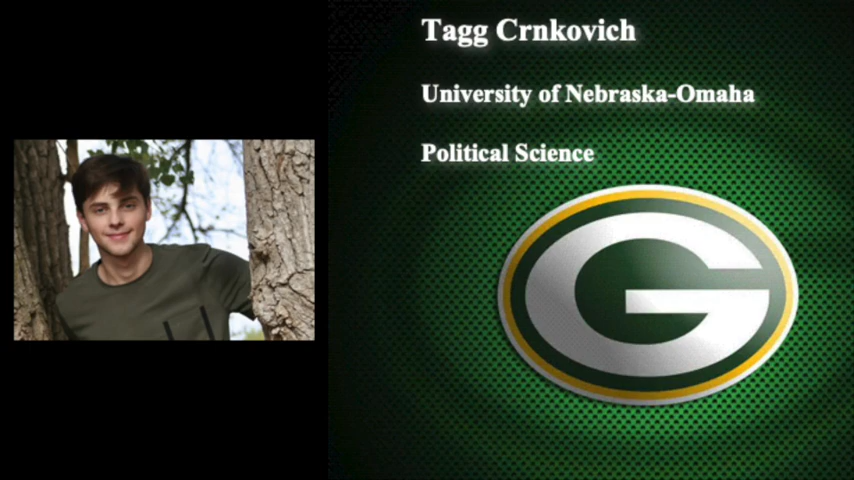 Tagg Crnkovich
University of Nebraska-Omaha
Political Science
G